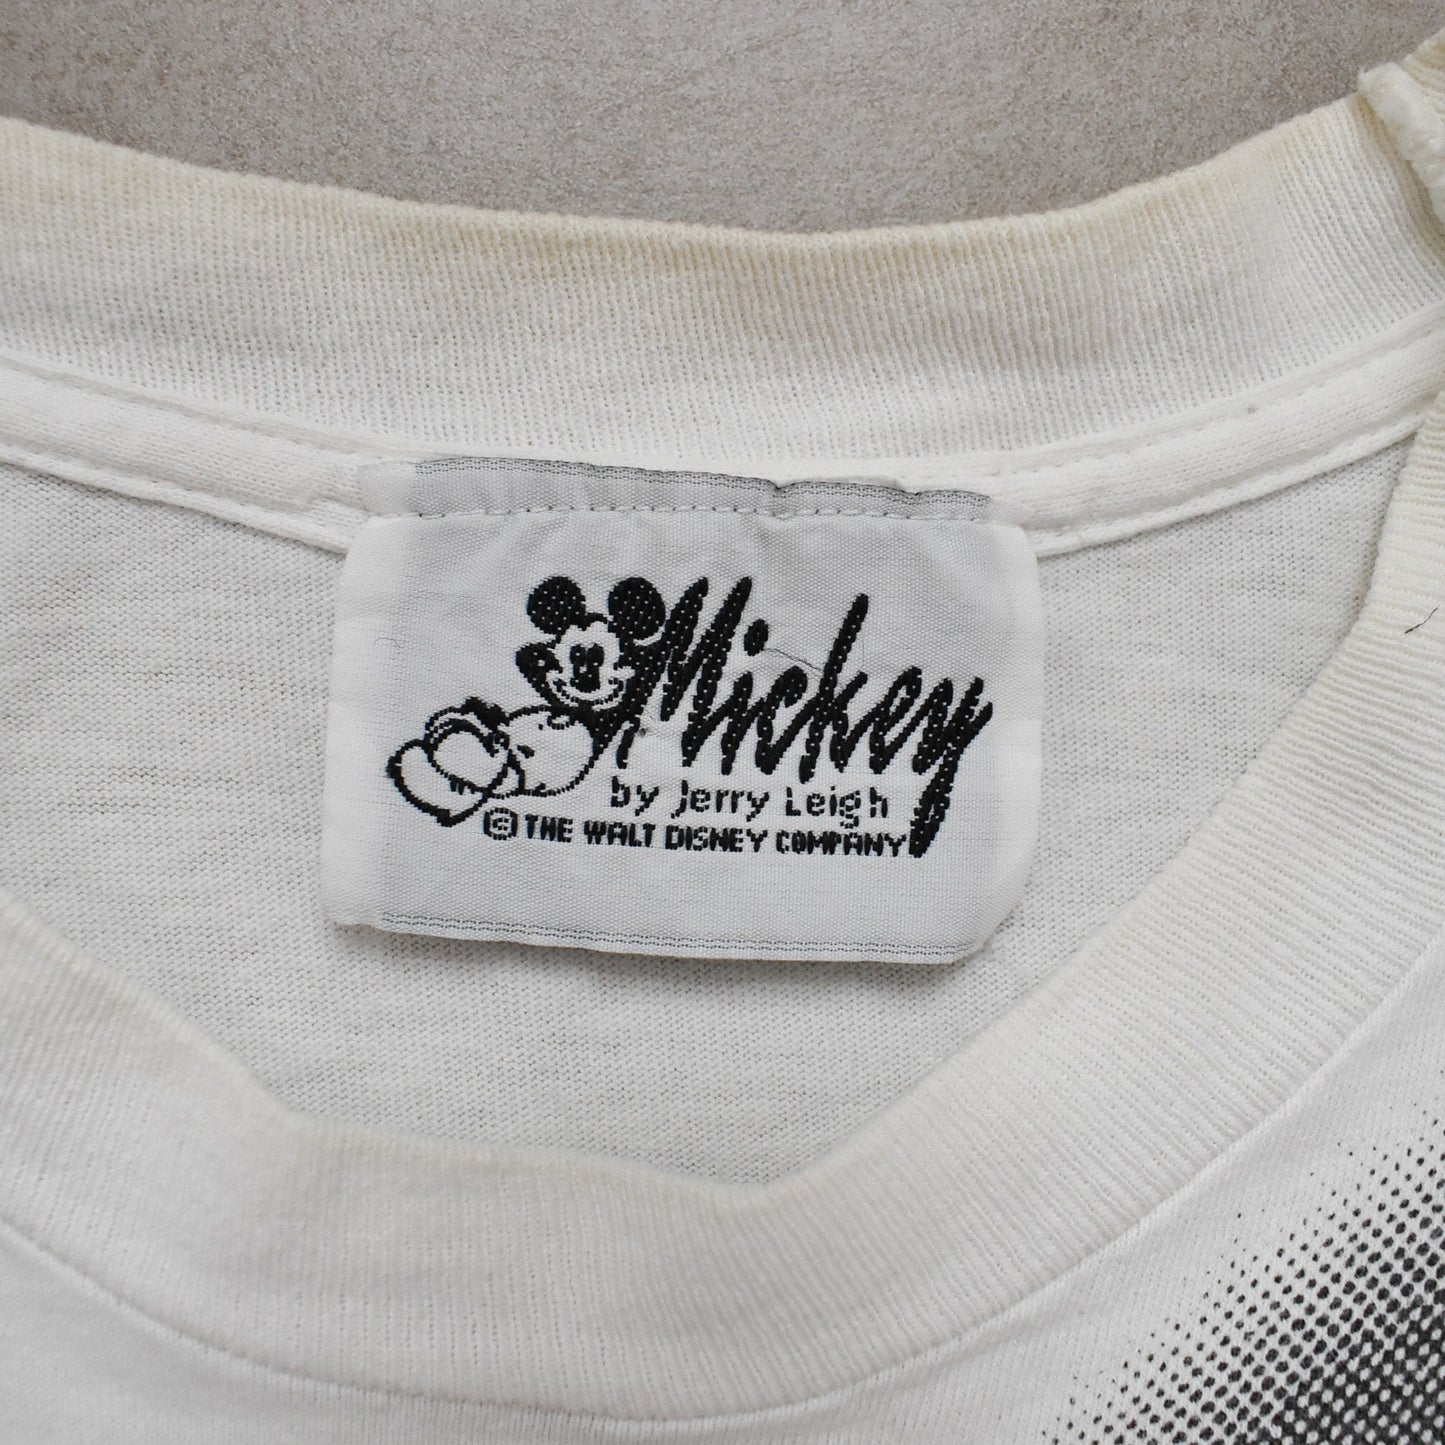 Mickey
by Jerry Leigh
© THE WALT DISNEY COMPANY